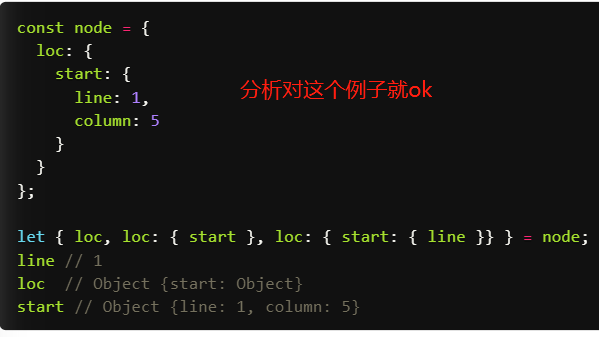 const node = {
  loc: {
    start: {
      line: 1,
      column: 5
    }
  }
};
分析对这个例子就ok
let { loc, loc: { start }, loc: { start: { line }} } = node;
line // 1
loc  // Object {start: Object}
start // Object {line: 1, column: 5}